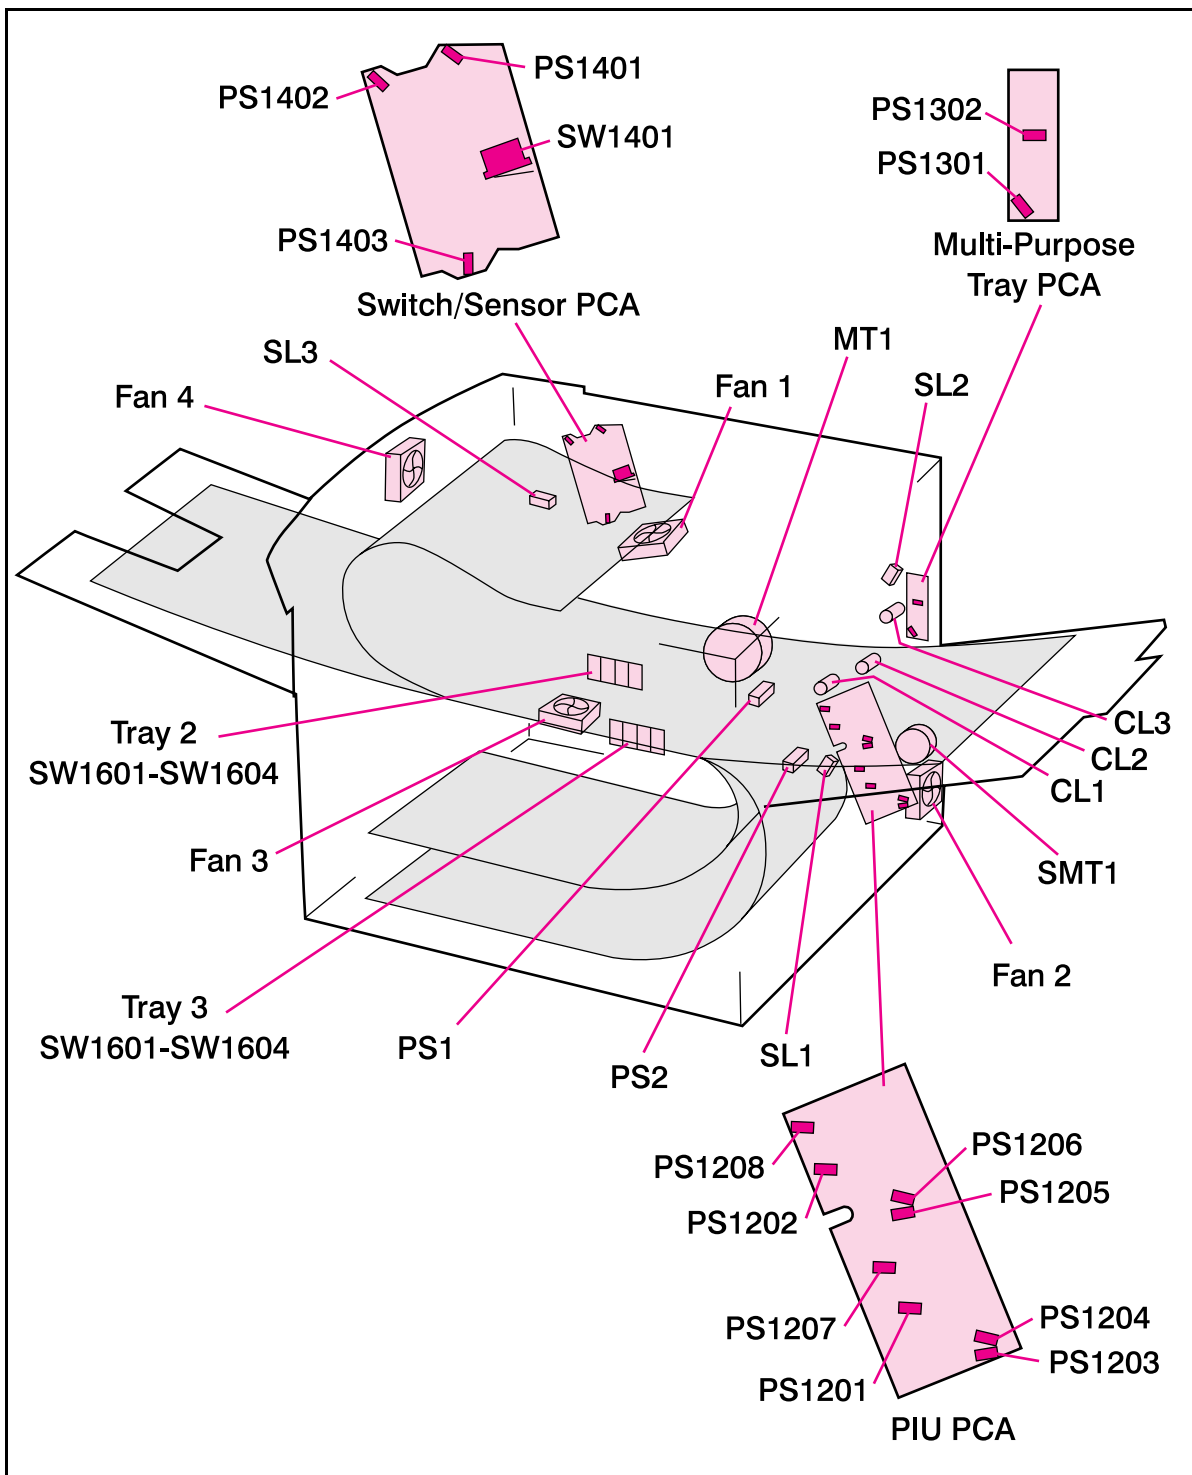 PS1401
PS1402
SW1401
PS1403
Switch/Sensor PCA
PS1302
PS1301
Multi-Purpose
Tray PCA
SL3
Fan 4
MT1
Fan 1
SL2
Tray 2
SW1601-SW1604
Fan 3
Tray 3
SW1601-SW1604
PS1
PS2
SL1
CL3
CL2
CL1
SMT1
Fan 2
PS1208
PS1202
PS1206
PS1205
PS1207
PS1201
PS1204
PS1203
PIU PCA